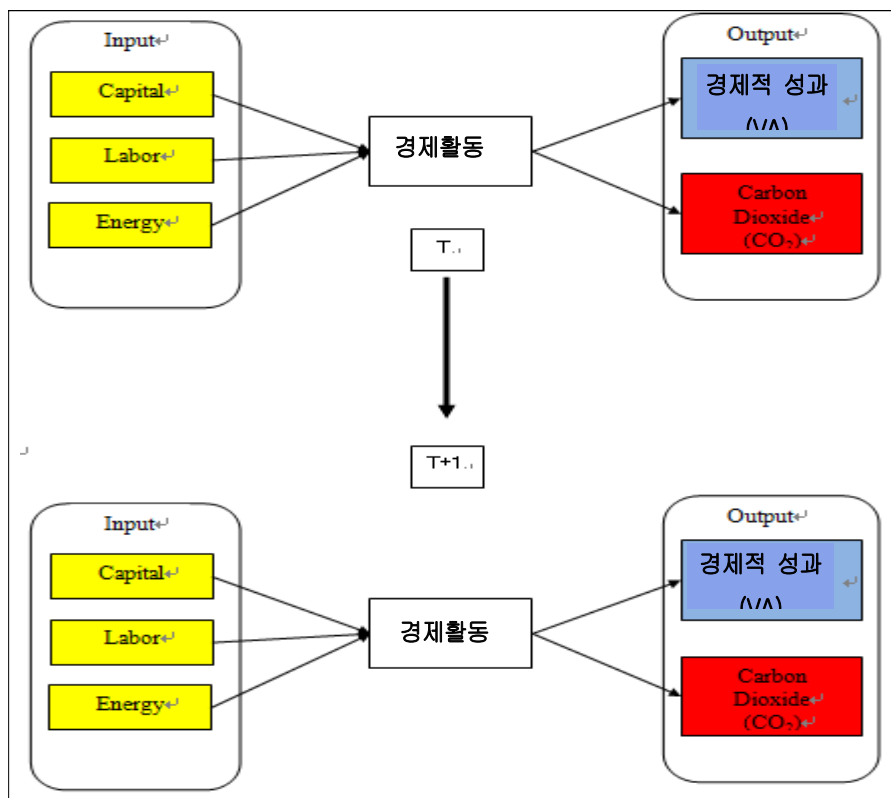 Input
Output
Capital
경제적 성과
Labor
경제활동
Energy
Carbon
Dioxide
(CO₂)
T
T+1
Input
Output
Capital
경제적 성과
Labor
경제활동
Energy
Carbon
Dioxide
(CO₂)